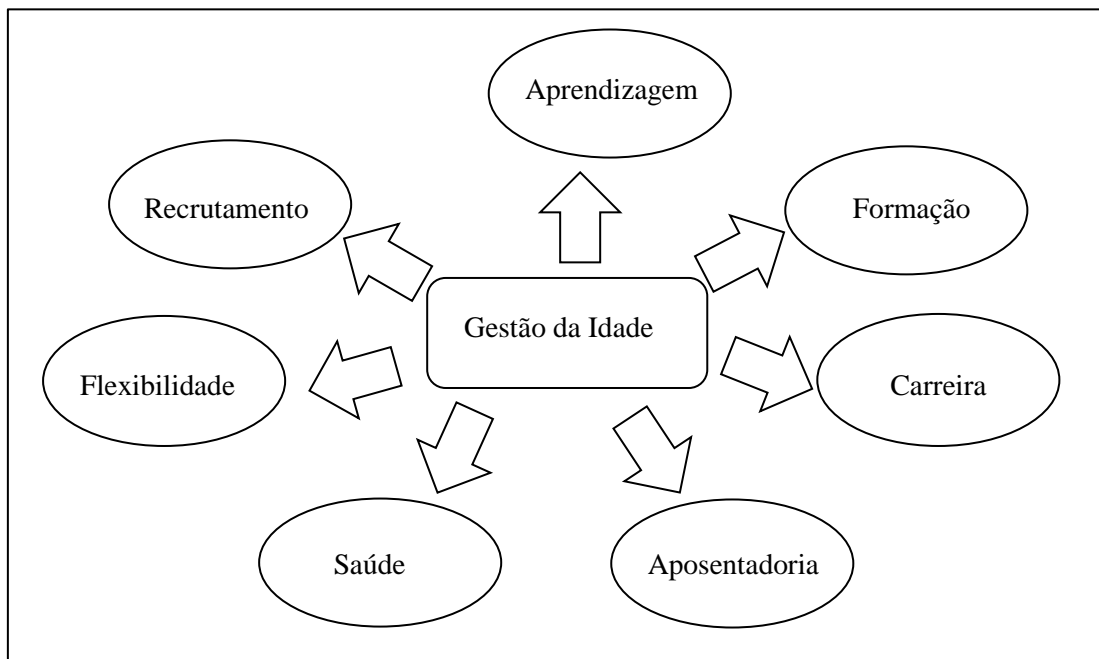 Aprendizagem
Recrutamento
Formação
Gestão da Idade
Flexibilidade
Carreira
Saúde
Aposentadoria